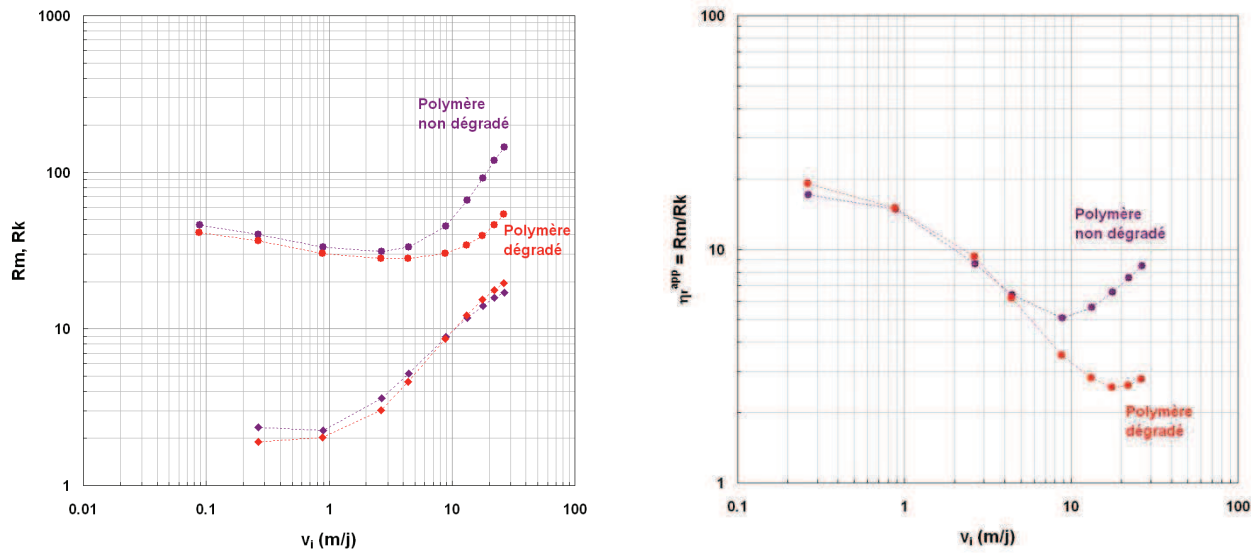 1000
100
10
1
0.01
0.1
1
10
100
Rm, Rk
vi (m/j)
Polymère
non dégradé
Polymère
dégradé
100
10
1
0.1
1
10
100
ηr^app = Rm/Rk
vi (m/j)
Polymère
non dégradé
Polymère
dégradé